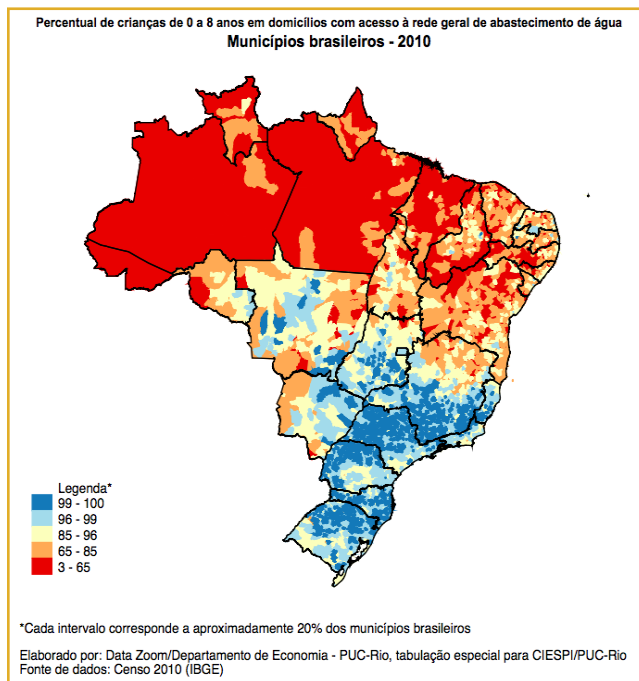 Percentual de crianças de 0 a 8 anos em domicílios com acesso à rede geral de abastecimento de água
Municípios brasileiros - 2010
Legenda*
99 - 100
96 - 99
85 - 96
65 - 85
3 - 65
*Cada intervalo corresponde a aproximadamente 20% dos municípios brasileiros
Elaborado por: Data Zoom/Departamento de Economia - PUC-Rio, tabulação especial para CIESPI/PUC-Rio
Fonte de dados: Censo 2010 (IBGE)